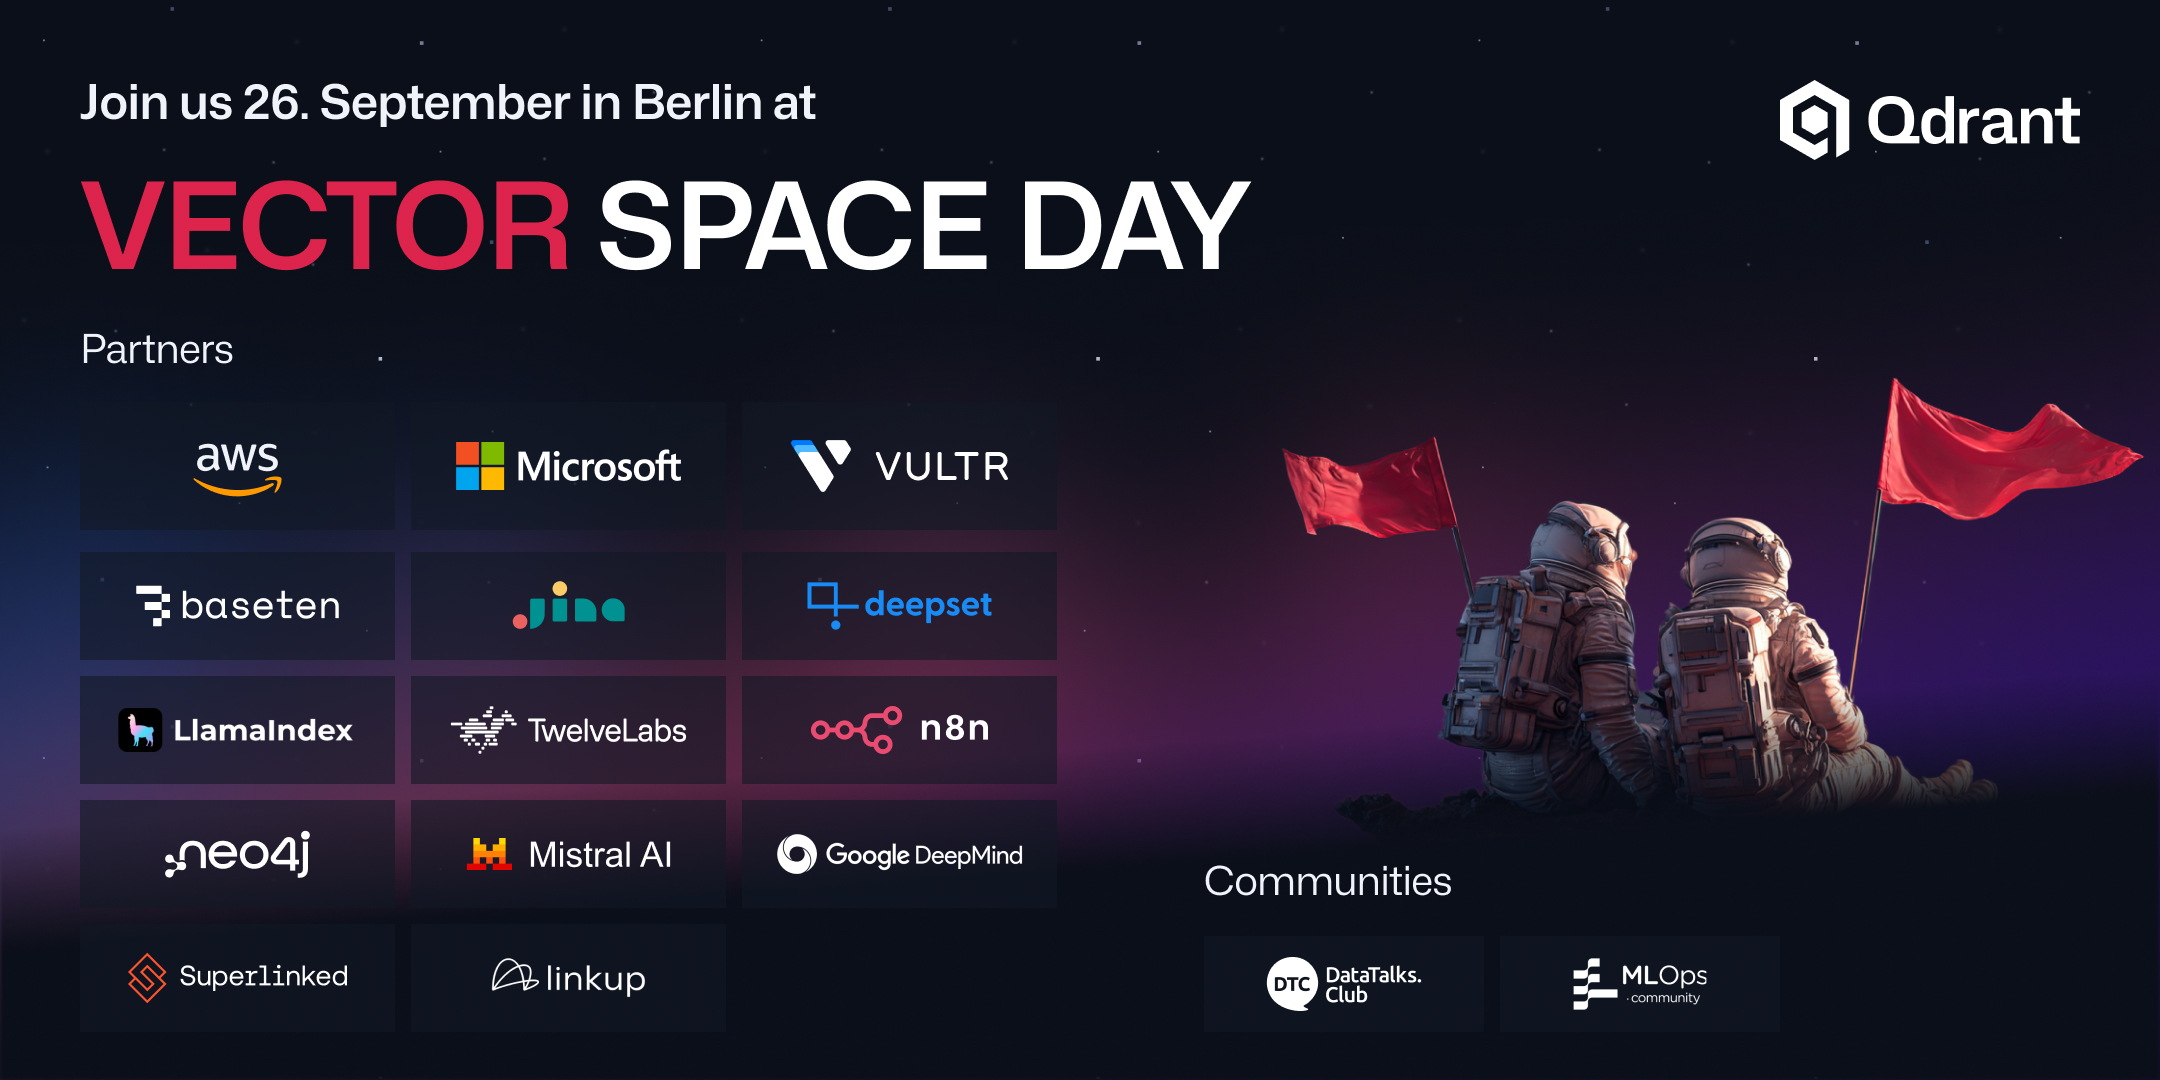 Join us 26. September in Berlin at
Qdrant
VECTOR SPACE DAY
Partners
aws
Microsoft
VULTR
baseten
jina
deepset
LlamaIndex
TwelveLabs
n8n
neo4j
Mistral AI
Google DeepMind
Superlinked
linkup
Communities
DTC
DataTalks.
Club
MLOps
community